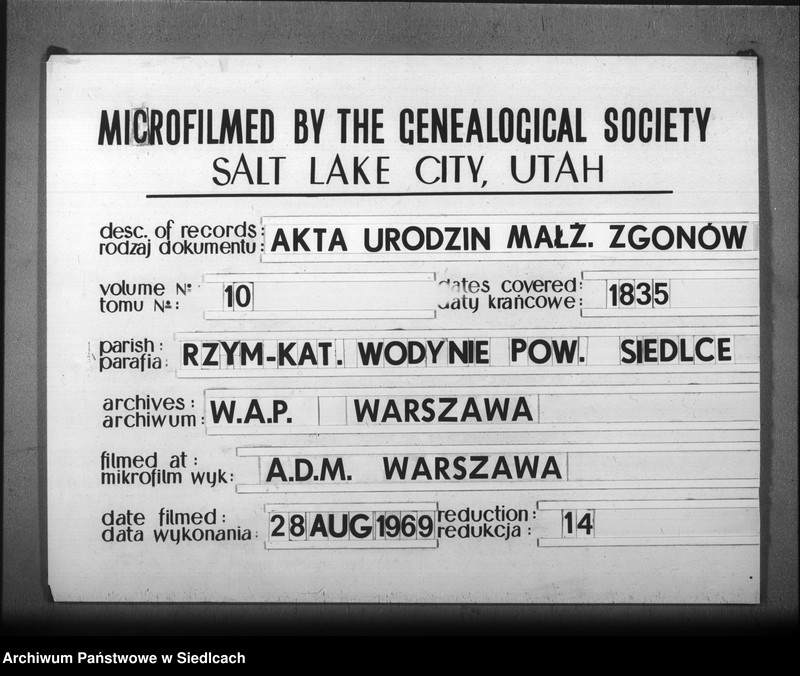 MICROFILMED BY THE GENEALOGICAL SOCIETY
SALT LAKE CITY, UTAH
desc. of records:
rodzaj dokumentu: AKTA URODZIN MAŁŻ. ZGONÓW
volume Nº
tomu Nº: 10
dates covered:
daty krańcowe: 1835
parish:
parafia: RZYM-KAT. WODYNIE POW. SIEDLCE
archives:
archiwum: W.A.P. WARSZAWA
filmed at:
mikrofilm wyk: A.D.M. WARSZAWA
date filmed:
data wykonania: 28 AUG 1969
reduction:
redukcja: 14
Archiwum Państwowe w Siedlcach